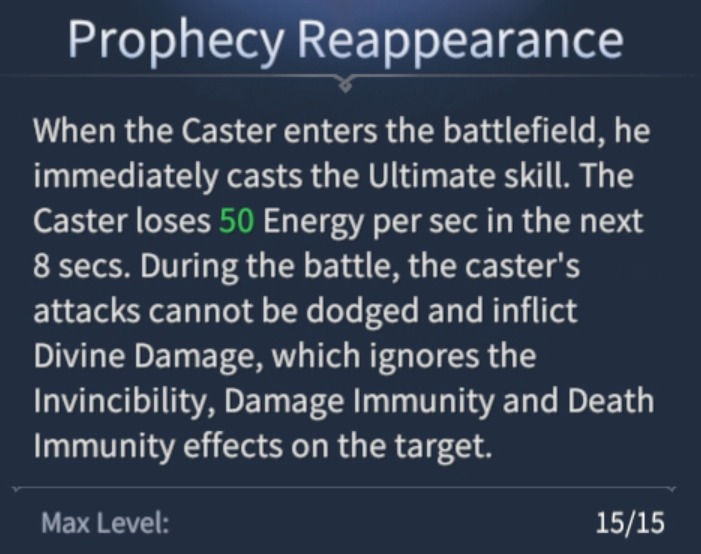 Prophecy Reappearance
When the Caster enters the battlefield, he
immediately casts the Ultimate skill. The
Caster loses 50 Energy per sec in the next
8 secs. During the battle, the caster's
attacks cannot be dodged and inflict
Divine Damage, which ignores the
Invincibility, Damage Immunity and Death
Immunity effects on the target.
Max Level: 15/15